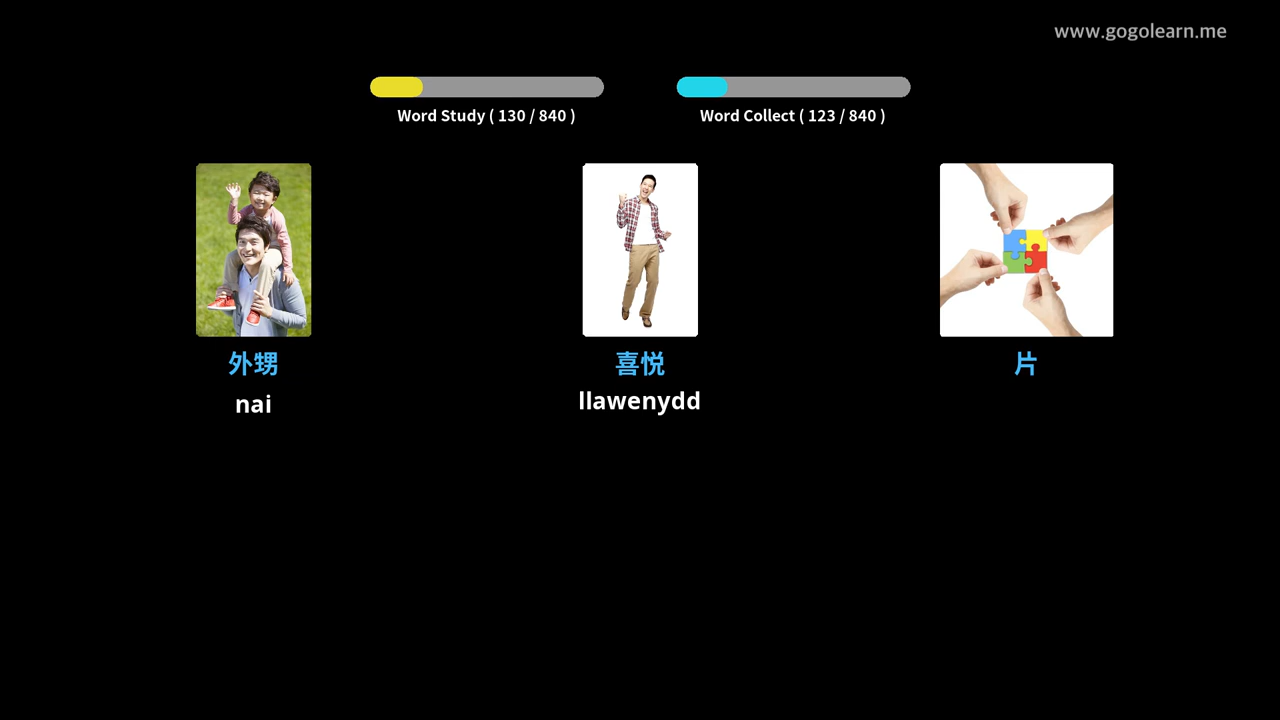 www.gogolearn.me
Word Study ( 130 / 840 )
Word Collect ( 123 / 840 )
外甥
喜悦
片
nai
llawenydd